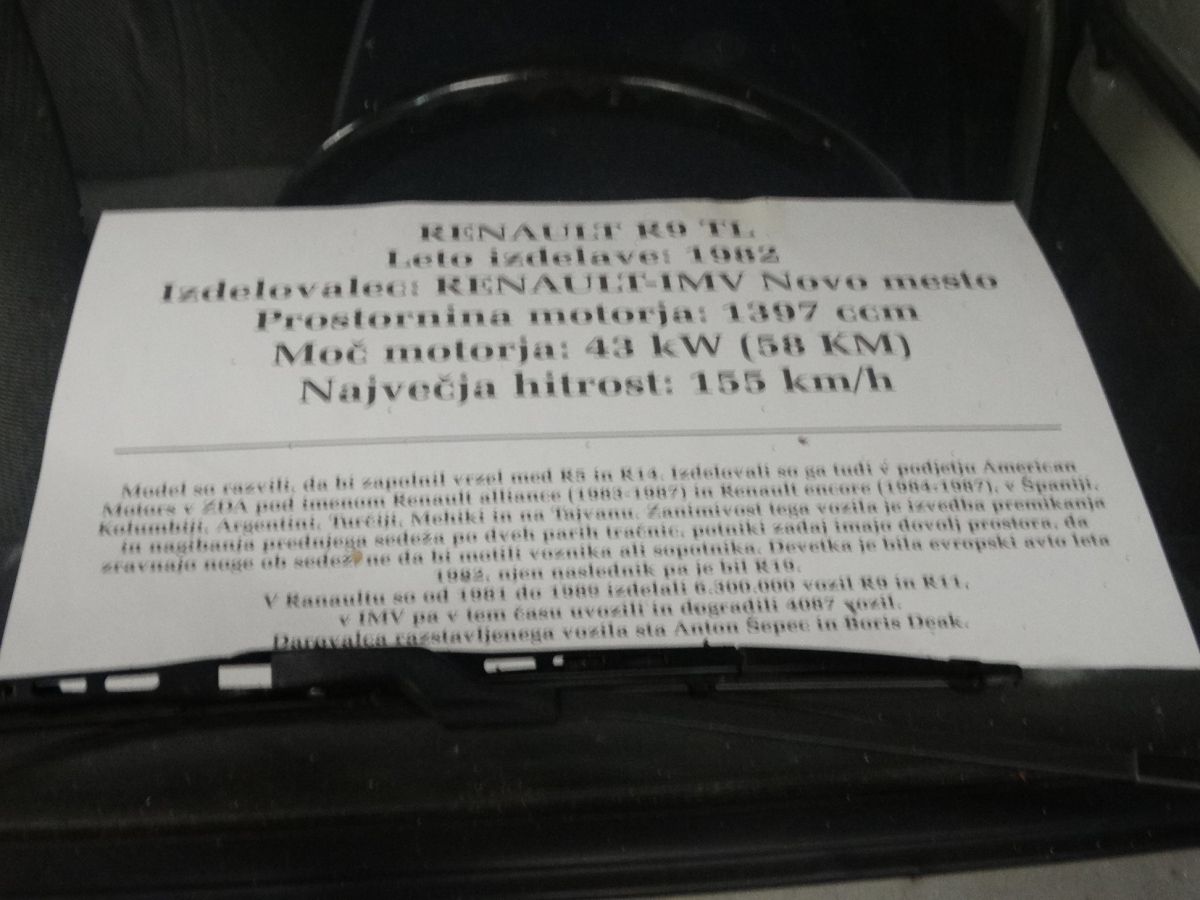 RENAULT R9 TL
Leto izdelave: 1982
Izdelovalec: RENAULT-IMV Novo mesto
Prostornina motorja: 1397 ccm
Moč motorja: 43 kW (58 KM)
Največja hitrost: 155 km/h
Model so razvili, da bi zapolnil vrzel med R5 in R14. Izdelovali so ga tudi v podjetju American
Motors v ZDA pod imenom Renault alliance (1983-1987) in Renault encore (1984-1987), v Španiji,
Kolumbiji, Argentini, Turčiji, Mehiki in na Tajvanu. Zanimivost tega vozila je izvedba premikanja
in nagibanja prednjega sedeža po dveh parih tračnic, potniki zadaj imajo dovolj prostora, da
zravnajo noge ob sedež, ne da bi motili voznika ali sopotnika. Devetka je bila evropski avto leta
1982, njen naslednik pa je bil R19.
V Ranaultu so od 1981 do 1989 izdelali 6.300.000 vozil R9 in R11,
v IMV pa v tem času uvozili in dogradili 4087 vozil.
Darovalca razstavljenega vozila sta Anton Šepec in Boris Deak.